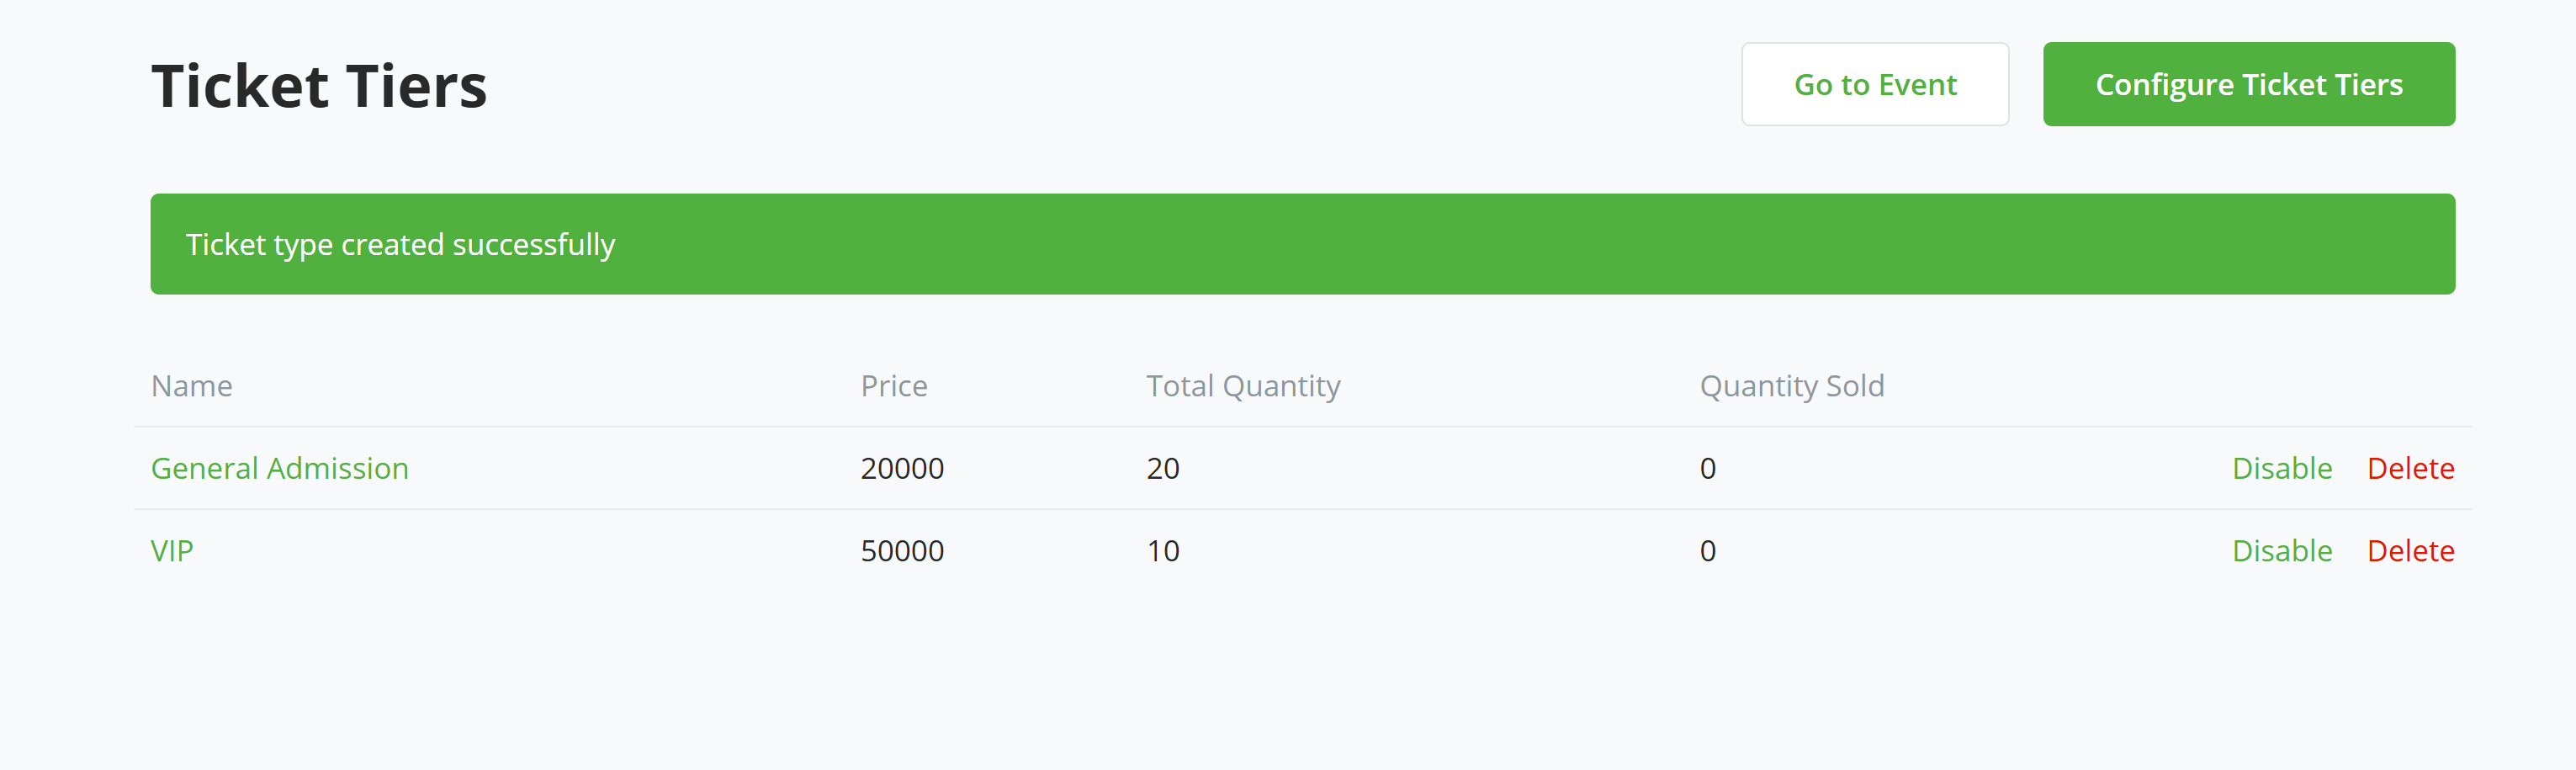 Ticket Tiers
Go to Event
Configure Ticket Tiers
Ticket type created successfully
Name Price Total Quantity Quantity Sold
General Admission 20000 20 0 Disable Delete
VIP 50000 10 0 Disable Delete